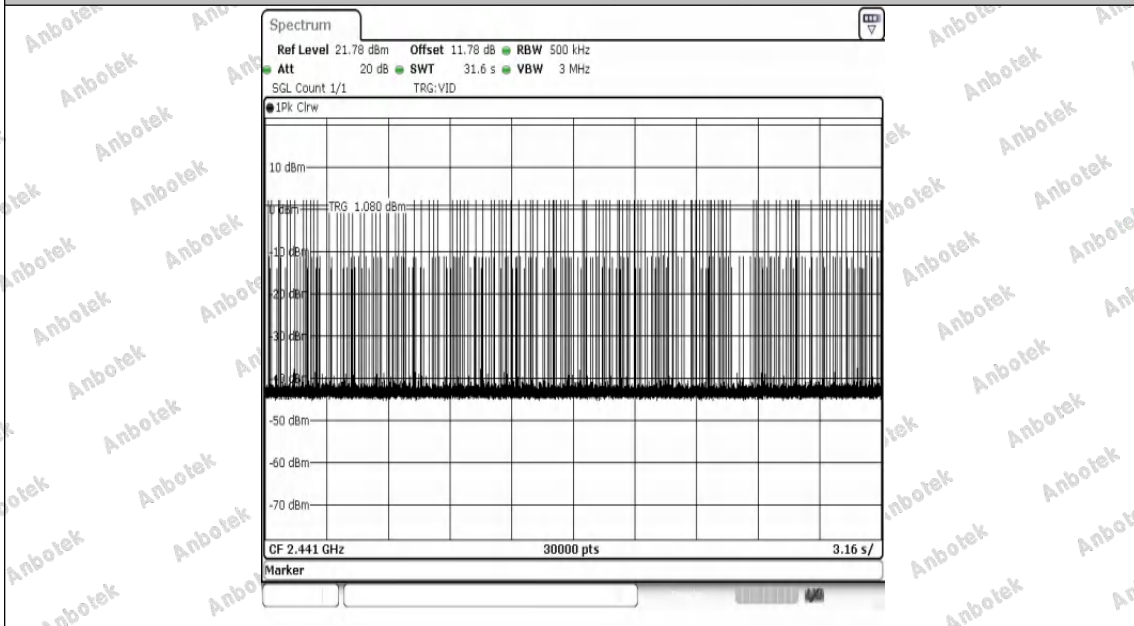 Spectrum
Ref Level 21.78 dBm Offset 11.78 dB RBW 500 kHz
Att 20 dB SWT 31.6 s VBW 3 MHz
SGL Count 1/1 TRG:VID
1Pk Clrw
10 dBm
TRG 1.080 dBm
0 dBm
-10 dBm
-20 dBm
-30 dBm
-50 dBm
-60 dBm
-70 dBm
CF 2.441 GHz 30000 pts 3.16 s/
Marker
Anbotek